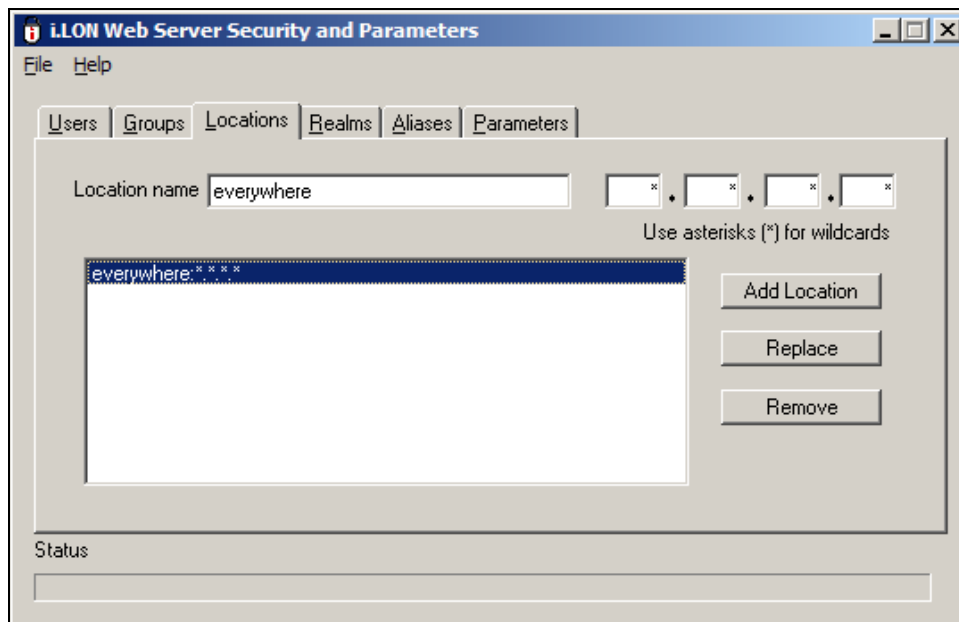 i.LON Web Server Security and Parameters
File Help
Users Groups Locations Realms Aliases Parameters
Location name everywhere * . * . * . *
Use asterisks (*) for wildcards
everywhere:*.*.*.*
Add Location
Replace
Remove
Status